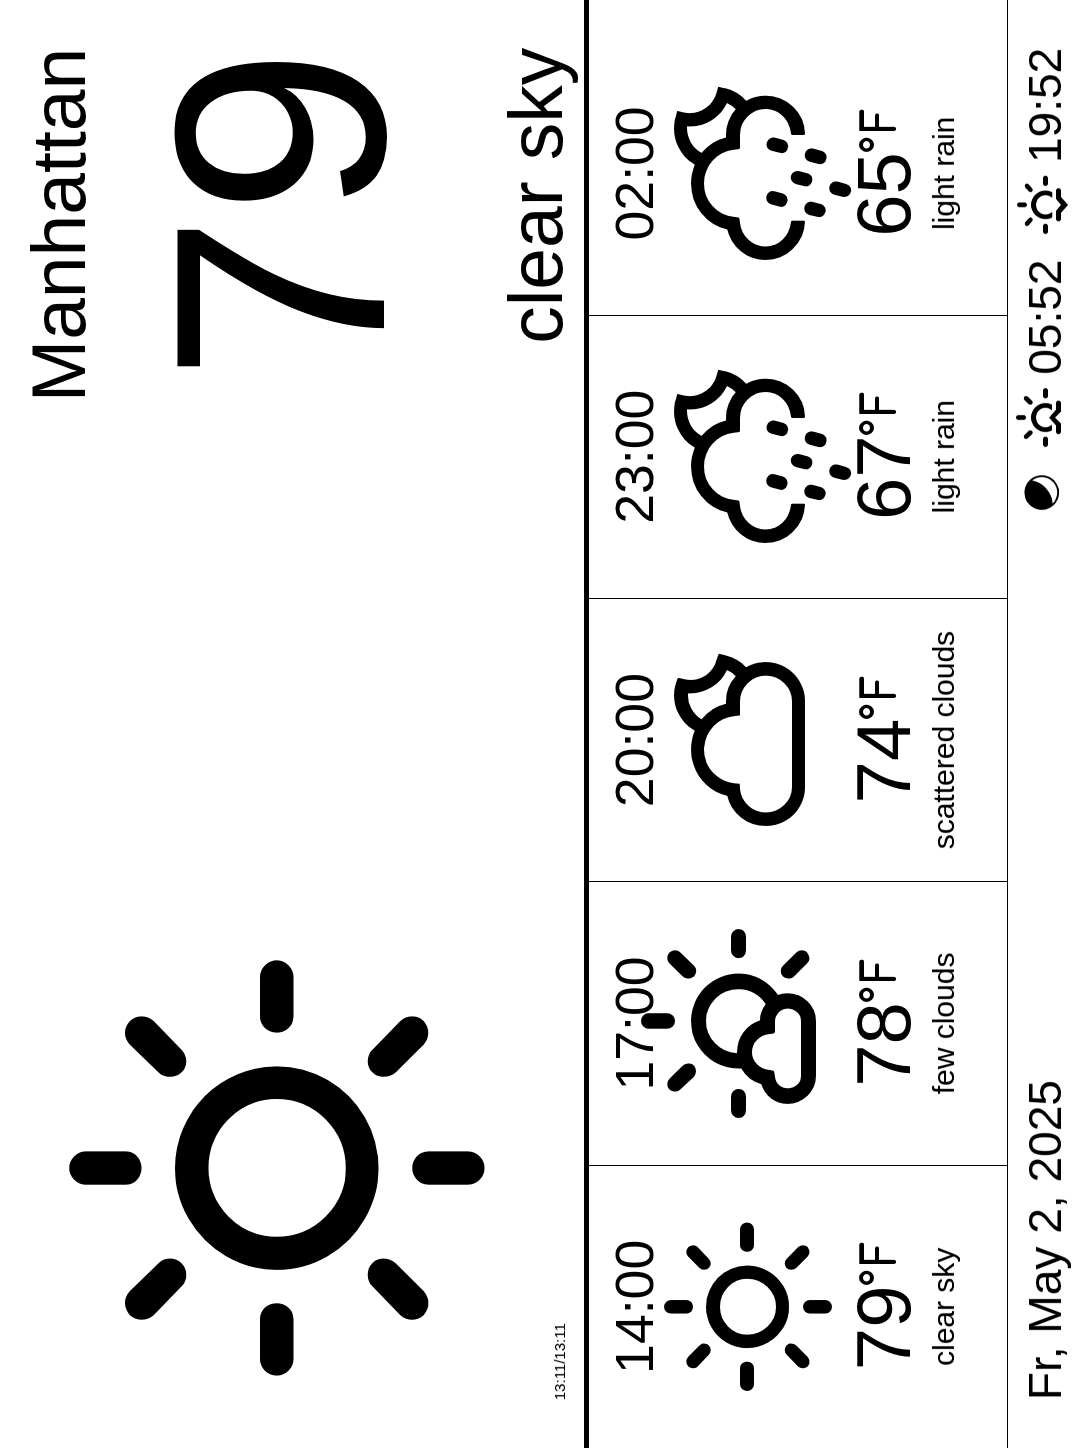 Manhattan
79
clear sky
13:11/13:11
14:00 17:00 20:00 23:00 02:00
79°F 78°F 74°F 67°F 65°F
clear sky few clouds scattered clouds light rain light rain
Fr, May 2, 2025 05:52 19:52